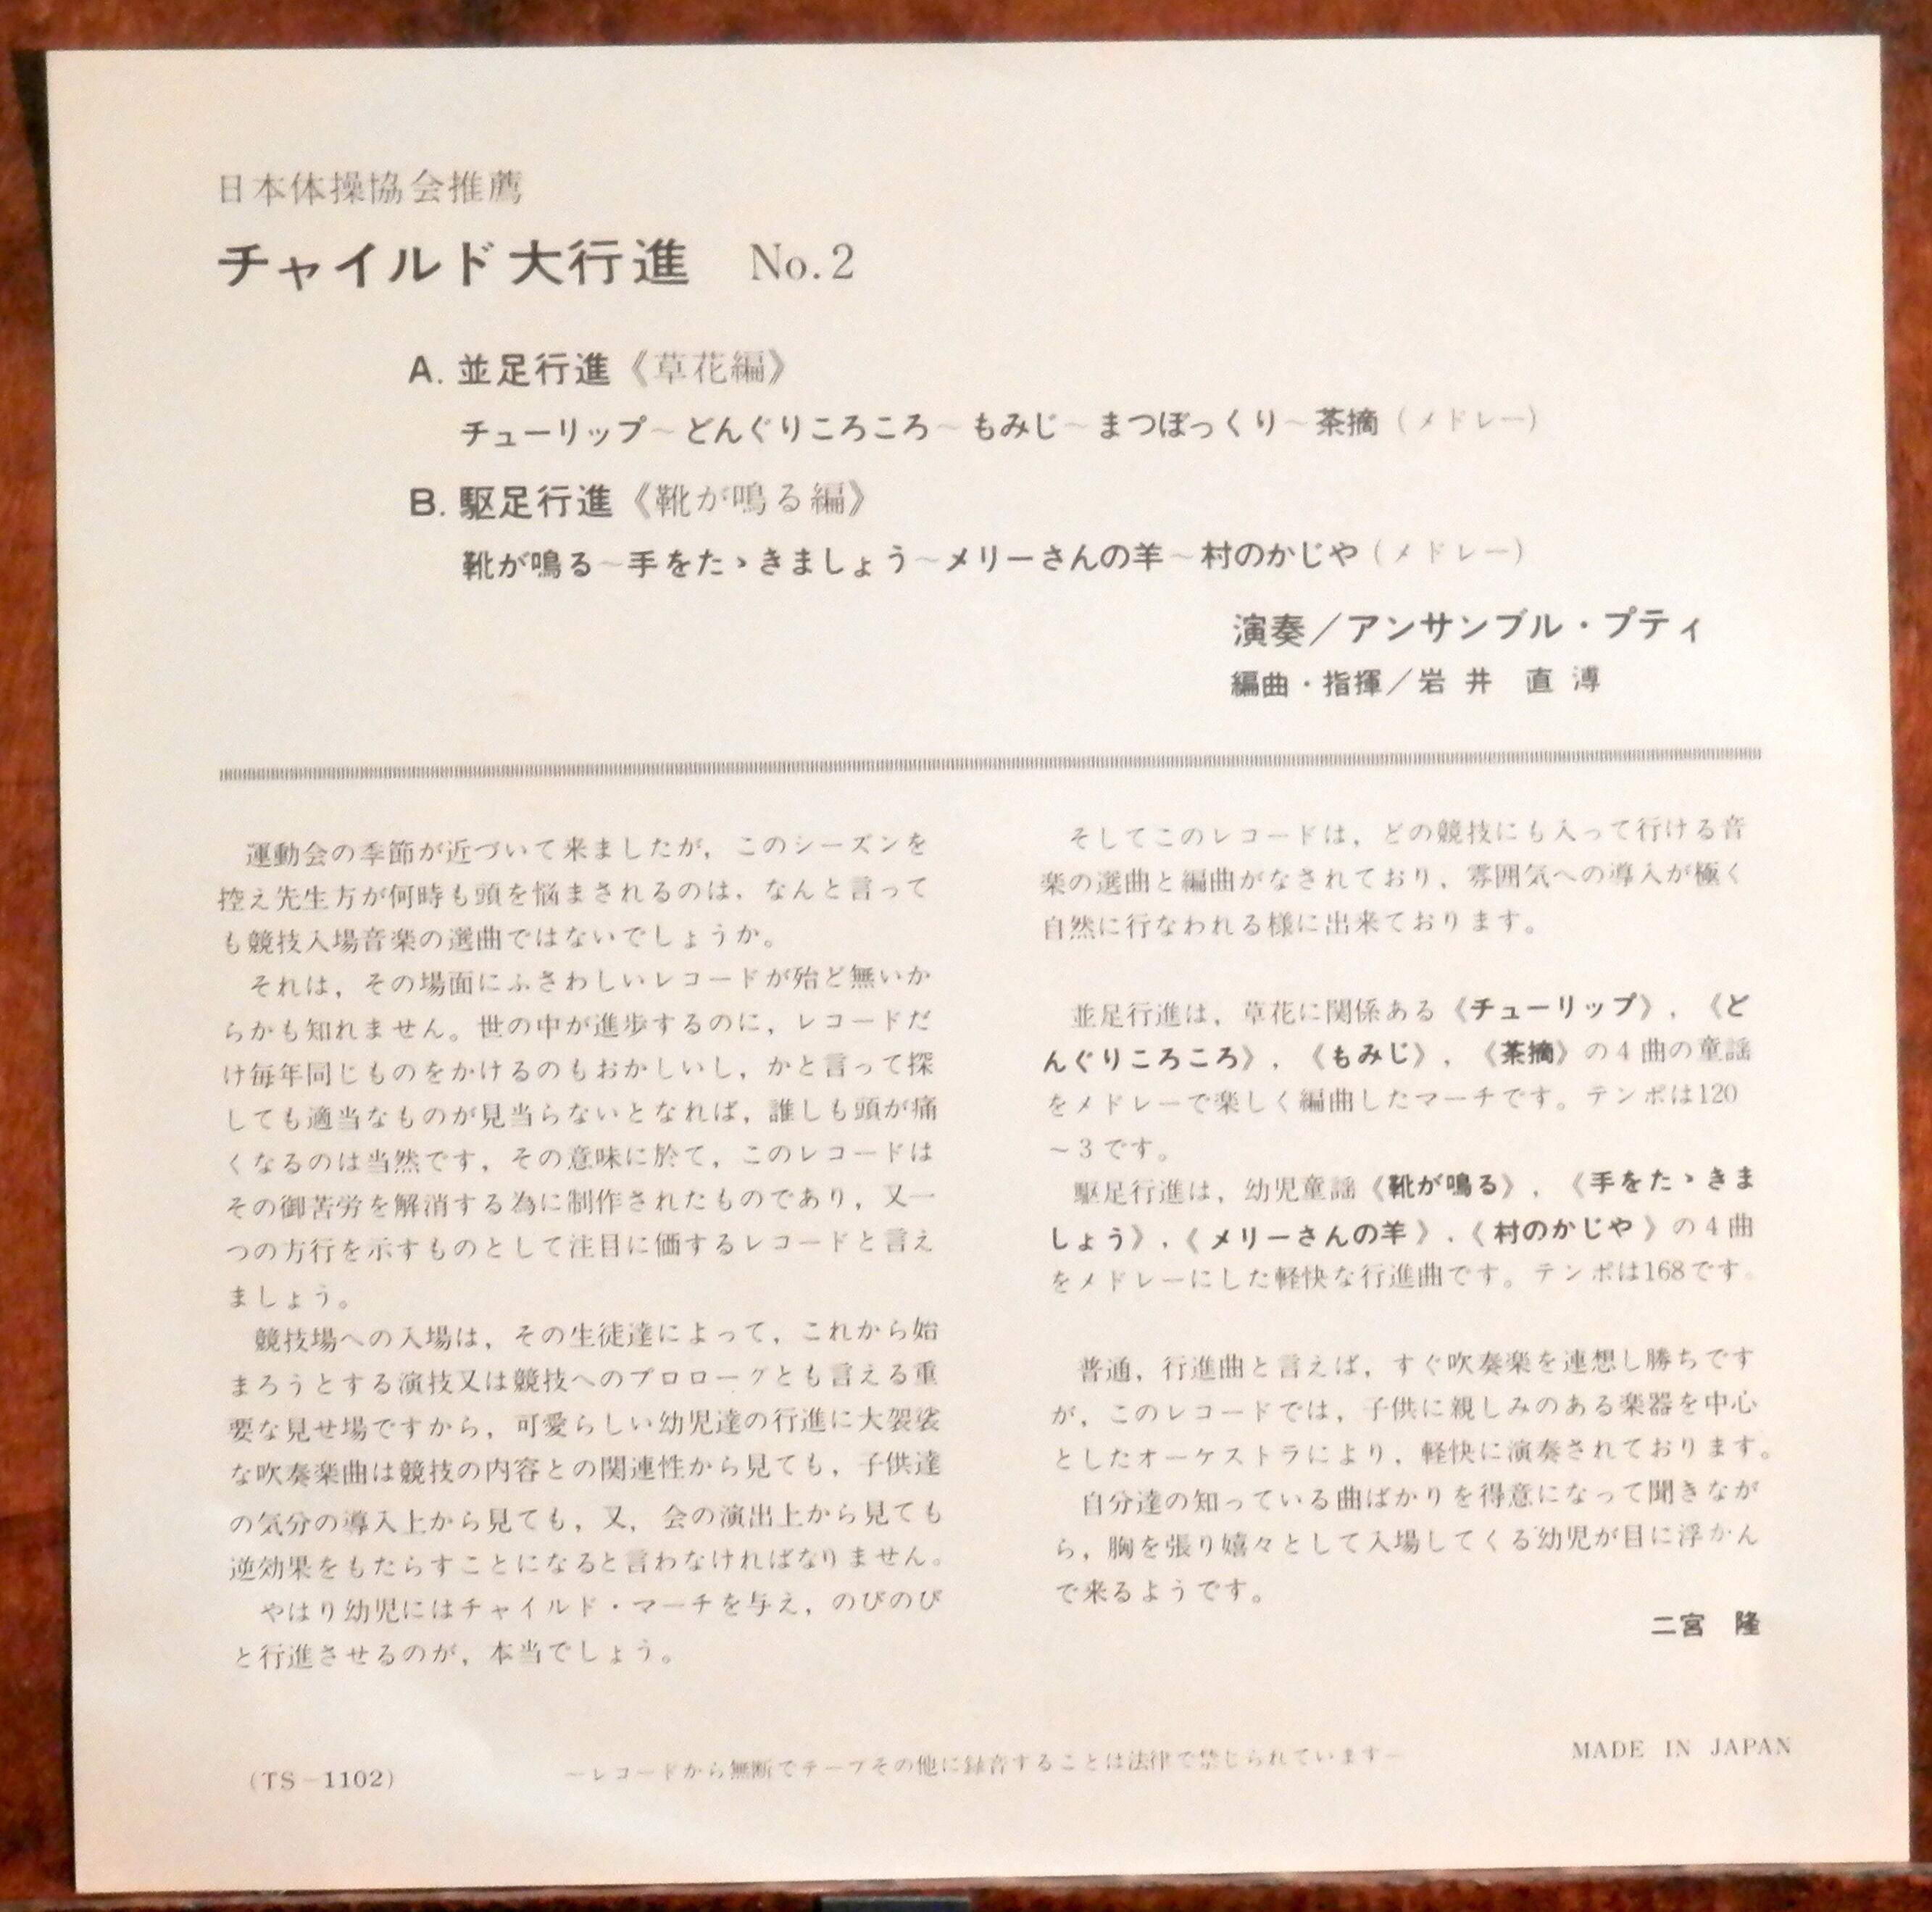 日本体操協会推薦
チャイルド大行進 No.2
A. 並足行進《草花編》
チューリップ~どんぐりころころ~もみじ~まつぼっくり~茶摘(メドレー)
B. 駆足行進《靴が鳴る編》
靴が鳴る~手をたゝきましょう~メリーさんの羊~村のかじや(メドレー)
演奏/アンサンブル・プティ
編曲・指揮/岩井 直溥
運動会の季節が近づいて来ましたが,このシーズンを
控え先生方が何時も頭を悩まされるのは,なんと言って
も競技入場音楽の選曲ではないでしょうか。
それは,その場面にふさわしいレコードが殆ど無いか
らかも知れません。世の中が進歩するのに,レコードだ
け毎年同じものをかけるのもおかしいし,かと言って探
しても適当なものが見当らないとなれば,誰しも頭が痛
くなるのは当然です,その意味に於て,このレコードは
その御苦労を解消する為に制作されたものであり,又一
つの方行を示すものとして注目に価するレコードと言え
ましょう。
競技場への入場は,その生徒達によって,これから始
まろうとする演技又は競技へのプロローグとも言える重
要な見せ場ですから,可愛らしい幼児達の行進に大袈裟
な吹奏楽曲は競技の内容との関連性から見ても,子供達
の気分の導入上から見ても,又,会の演出上から見ても
逆効果をもたらすことになると言わなければなりません。
やはり幼児にはチャイルド・マーチを与え,のびのび
と行進させるのが,本当でしょう。
そしてこのレコードは,どの競技にも入って行ける音
楽の選曲と編曲がなされており,雰囲気への導入が極く
自然に行なわれる様に出来ております。
並足行進は,草花に関係ある《チューリップ》,《ど
んぐりころころ》,《もみじ》,《茶摘》の4曲の童謡
をメドレーで楽しく編曲したマーチです。テンポは120
~3です。
駆足行進は,幼児童謡《靴が鳴る》,《手をたゝきま
しょう》,《メリーさんの羊》,《村のかじや》の4曲
をメドレーにした軽快な行進曲です。テンポは168です。
普通,行進曲と言えば,すぐ吹奏楽を連想し勝ちです
が,このレコードでは,子供に親しみのある楽器を中心
としたオーケストラにより,軽快に演奏されております。
自分達の知っている曲ばかりを得意になって聞きなが
ら,胸を張り嬉々として入場してくる幼児が目に浮かん
で来るようです。
二宮 隆
(TS-1102)
―レコードから無断でテープその他に録音することは法律で禁じられています―
MADE IN JAPAN